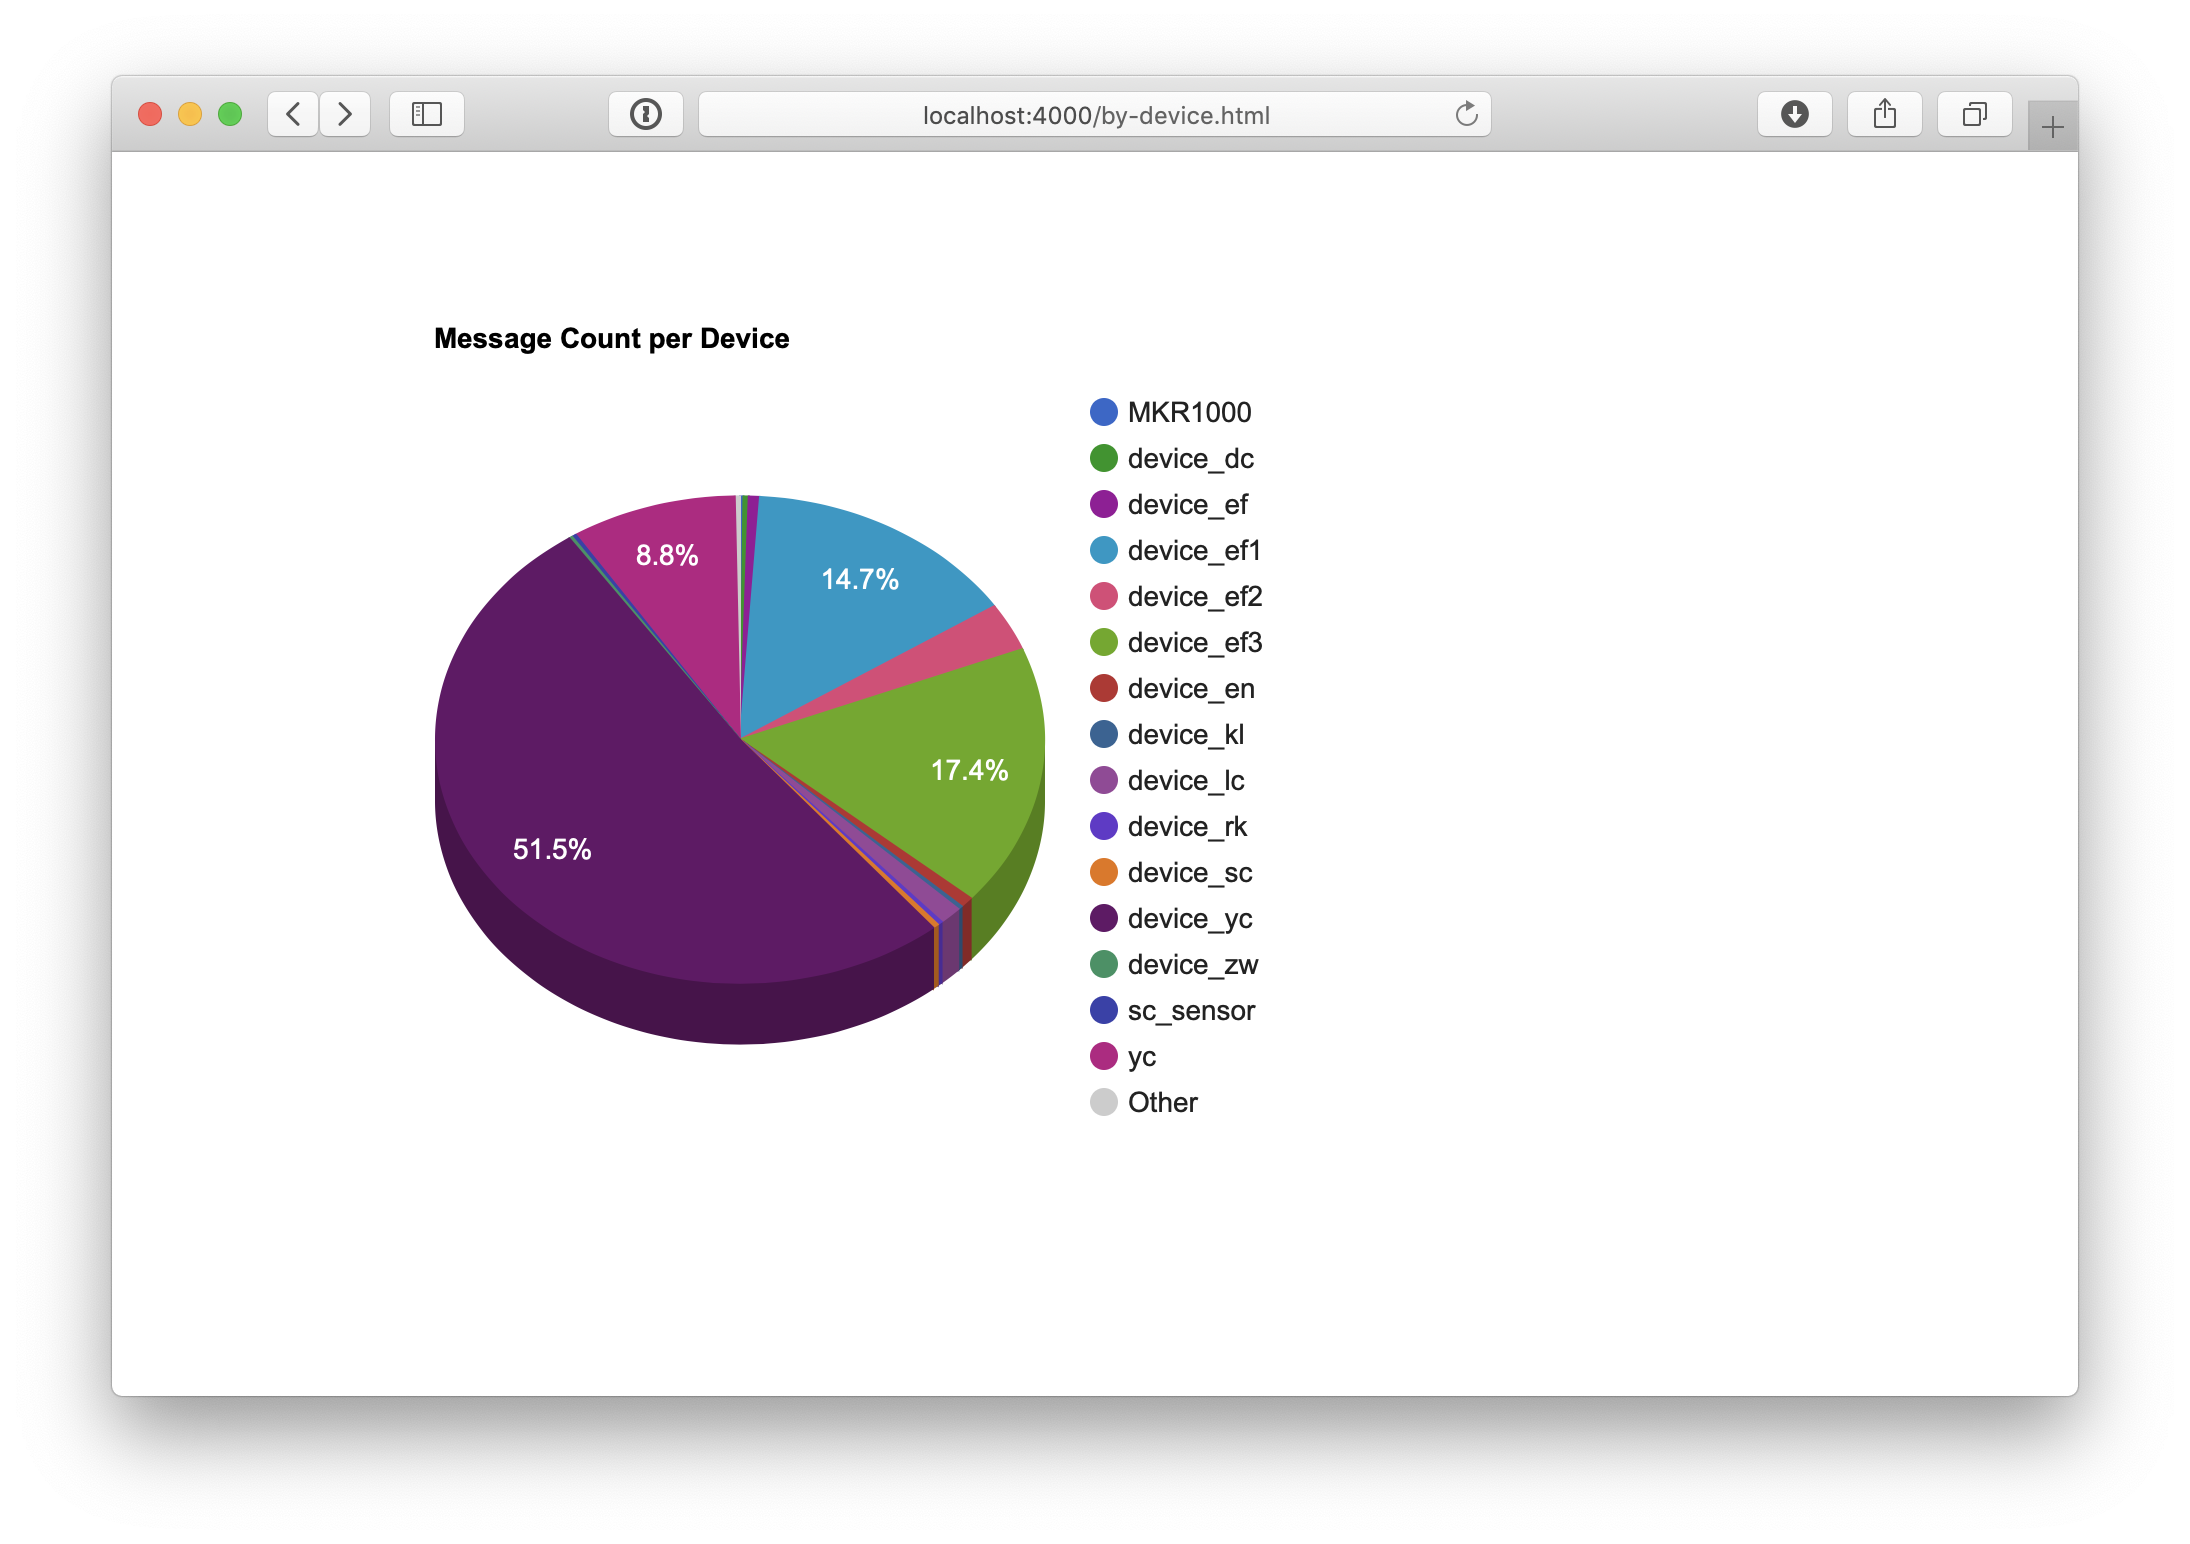 localhost:4000/by-device.html
Message Count per Device
MKR1000
device_dc
device_ef
device_ef1
device_ef2
device_ef3
device_en
device_kl
device_lc
device_rk
device_sc
device_yc
device_zw
sc_sensor
yc
Other
8.8%
14.7%
17.4%
51.5%